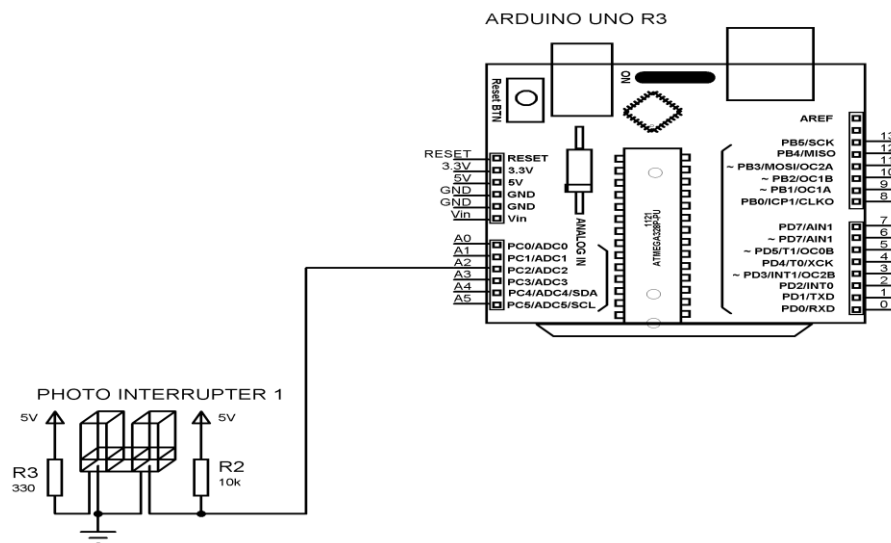 ARDUINO UNO R3
Reset BTN
ON
RESET
3.3V
5V
GND
GND
Vin
RESET
3.3V
5V
GND
GND
Vin
ANALOG IN
A0
A1
A2
A3
A4
A5
PC0/ADC0
PC1/ADC1
PC2/ADC2
PC3/ADC3
PC4/ADC4/SDA
PC5/ADC5/SCL
1121
ATMEGA328P-PU
AREF
PB5/SCK
PB4/MISO
~ PB3/MOSI/OC2A
~ PB2/OC1B
~ PB1/OC1A
PB0/ICP1/CLKO
13
12
11
10
9
8
PD7/AIN1
~ PD7/AIN1
~ PD5/T1/OC0B
PD4/T0/XCK
~ PD3/INT1/OC2B
PD2/INT0
PD1/TXD
PD0/RXD
7
6
5
4
3
2
1
0
PHOTO INTERRUPTER 1
5V
5V
R3
330
R2
10k